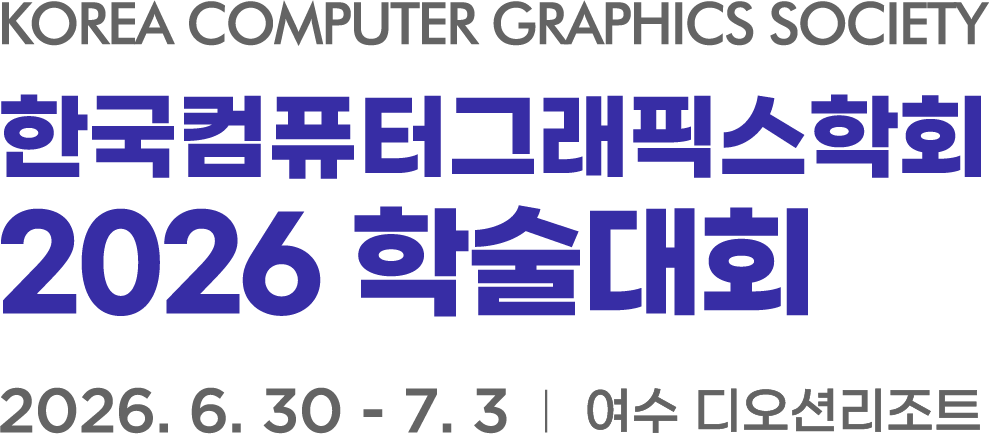 KOREA COMPUTER GRAPHICS SOCIETY
한국컴퓨터그래픽스학회
2026 학술대회
2026. 6. 30 - 7. 3 | 여수 디오션리조트